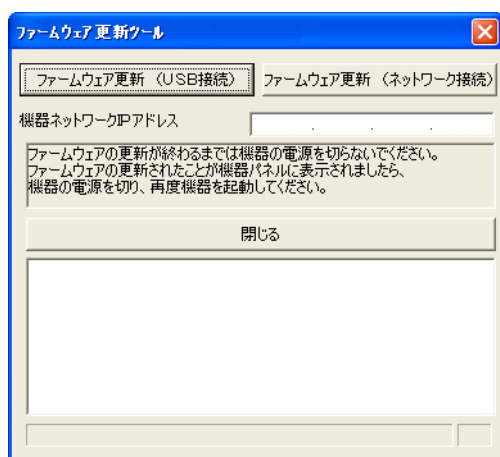 ファームウェア更新ツール
ファームウェア更新 （USB接続）
ファームウェア更新 （ネットワーク接続）
機器ネットワークIPアドレス
. . .
ファームウェアの更新が終わるまでは機器の電源を切らないでください。
ファームウェアの更新されたことが機器パネルに表示されましたら、
機器の電源を切り、再度機器を起動してください。
閉じる